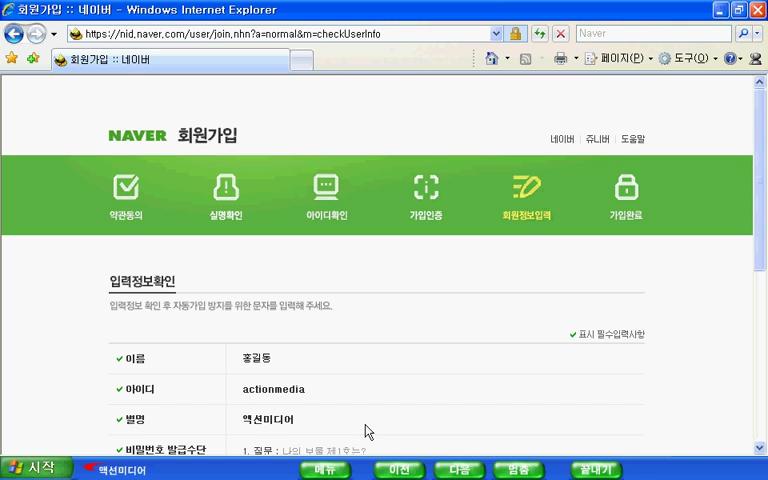 회원가입 :: 네이버 - Windows Internet Explorer
https://nid.naver.com/user/join.nhn?a=normal&m=checkUserInfo
Naver
회원가입 :: 네이버
페이지(P)
도구(O)
NAVER 회원가입
네이버 | 쥬니버 | 도움말
약관동의
실명확인
아이디확인
가입인증
회원정보입력
가입완료
입력정보확인
입력정보 확인 후 자동가입 방지를 위한 문자를 입력해 주세요.
표시 필수입력사항
이름 홍길동
아이디 actionmedia
별명 액션미디어
비밀번호 발급수단 1. 질문 : 나의 보물 제1호는?
시작 액션미디어 메뉴 이전 다음 멈춤 끝내기